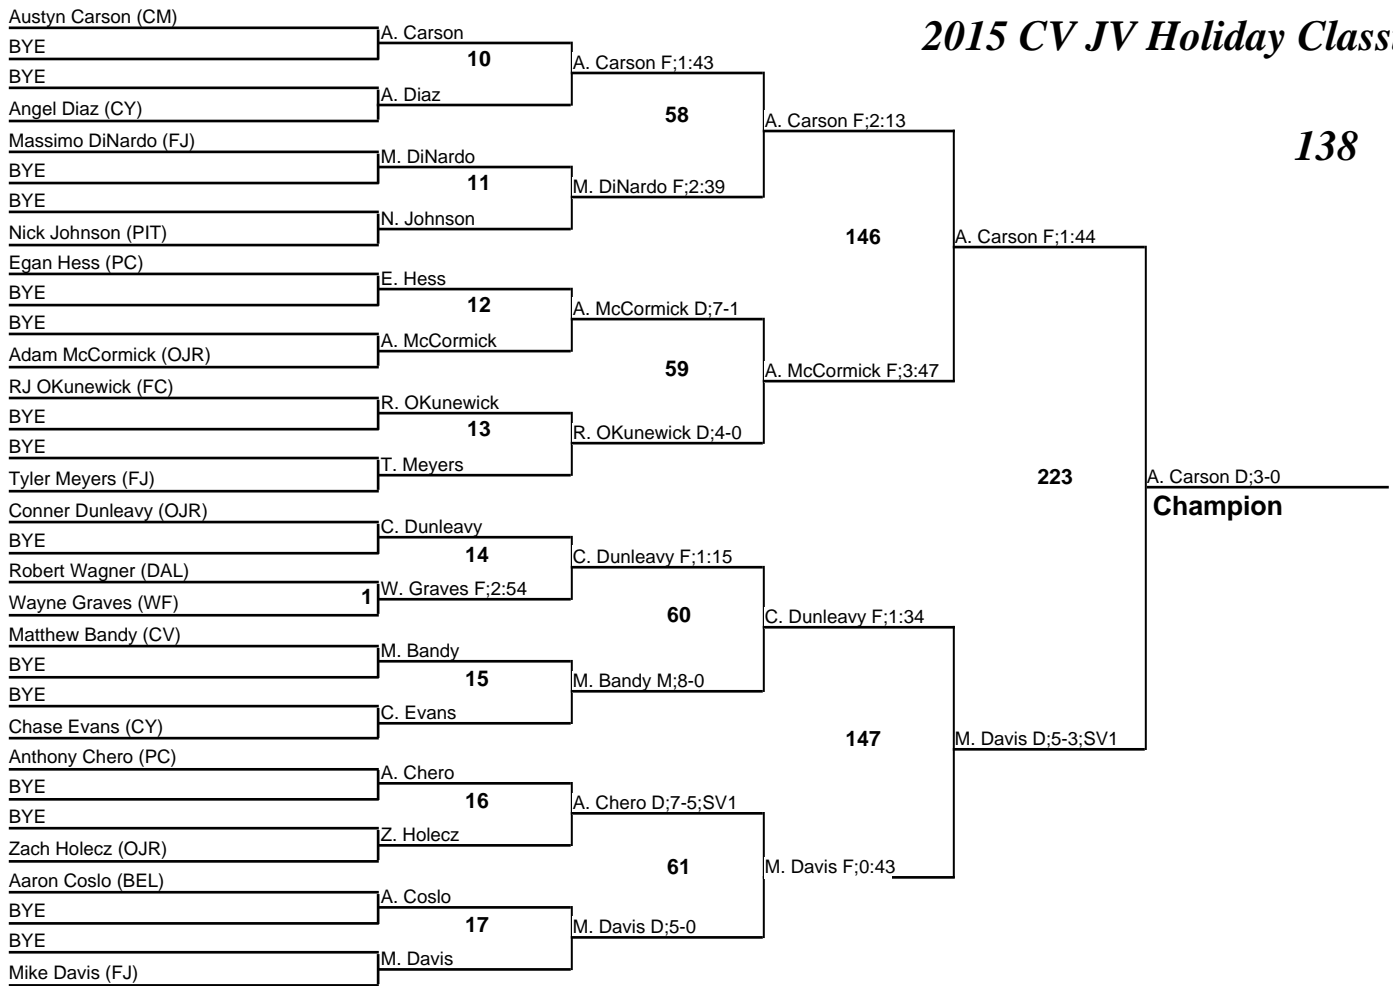 2015 CV JV Holiday Class
138
Austyn Carson (CM)
BYE
BYE
Angel Diaz (CY)
Massimo DiNardo (FJ)
BYE
BYE
Nick Johnson (PIT)
Egan Hess (PC)
BYE
BYE
Adam McCormick (OJR)
RJ OKunewick (FC)
BYE
BYE
Tyler Meyers (FJ)
Conner Dunleavy (OJR)
BYE
Robert Wagner (DAL)
Wayne Graves (WF)
Matthew Bandy (CV)
BYE
BYE
Chase Evans (CY)
Anthony Chero (PC)
BYE
BYE
Zach Holecz (OJR)
Aaron Coslo (BEL)
BYE
BYE
Mike Davis (FJ)
A. Carson
10
A. Diaz
M. DiNardo
11
N. Johnson
E. Hess
12
A. McCormick
R. OKunewick
13
T. Meyers
C. Dunleavy
14
1
W. Graves F;2:54
M. Bandy
15
C. Evans
A. Chero
16
Z. Holecz
A. Coslo
17
M. Davis
A. Carson F;1:43
58
M. DiNardo F;2:39
A. McCormick D;7-1
59
R. OKunewick D;4-0
C. Dunleavy F;1:15
60
M. Bandy M;8-0
A. Chero D;7-5;SV1
61
M. Davis D;5-0
A. Carson F;2:13
146
A. McCormick F;3:47
C. Dunleavy F;1:34
147
M. Davis F;0:43
A. Carson F;1:44
223
M. Davis D;5-3;SV1
A. Carson D;3-0
Champion